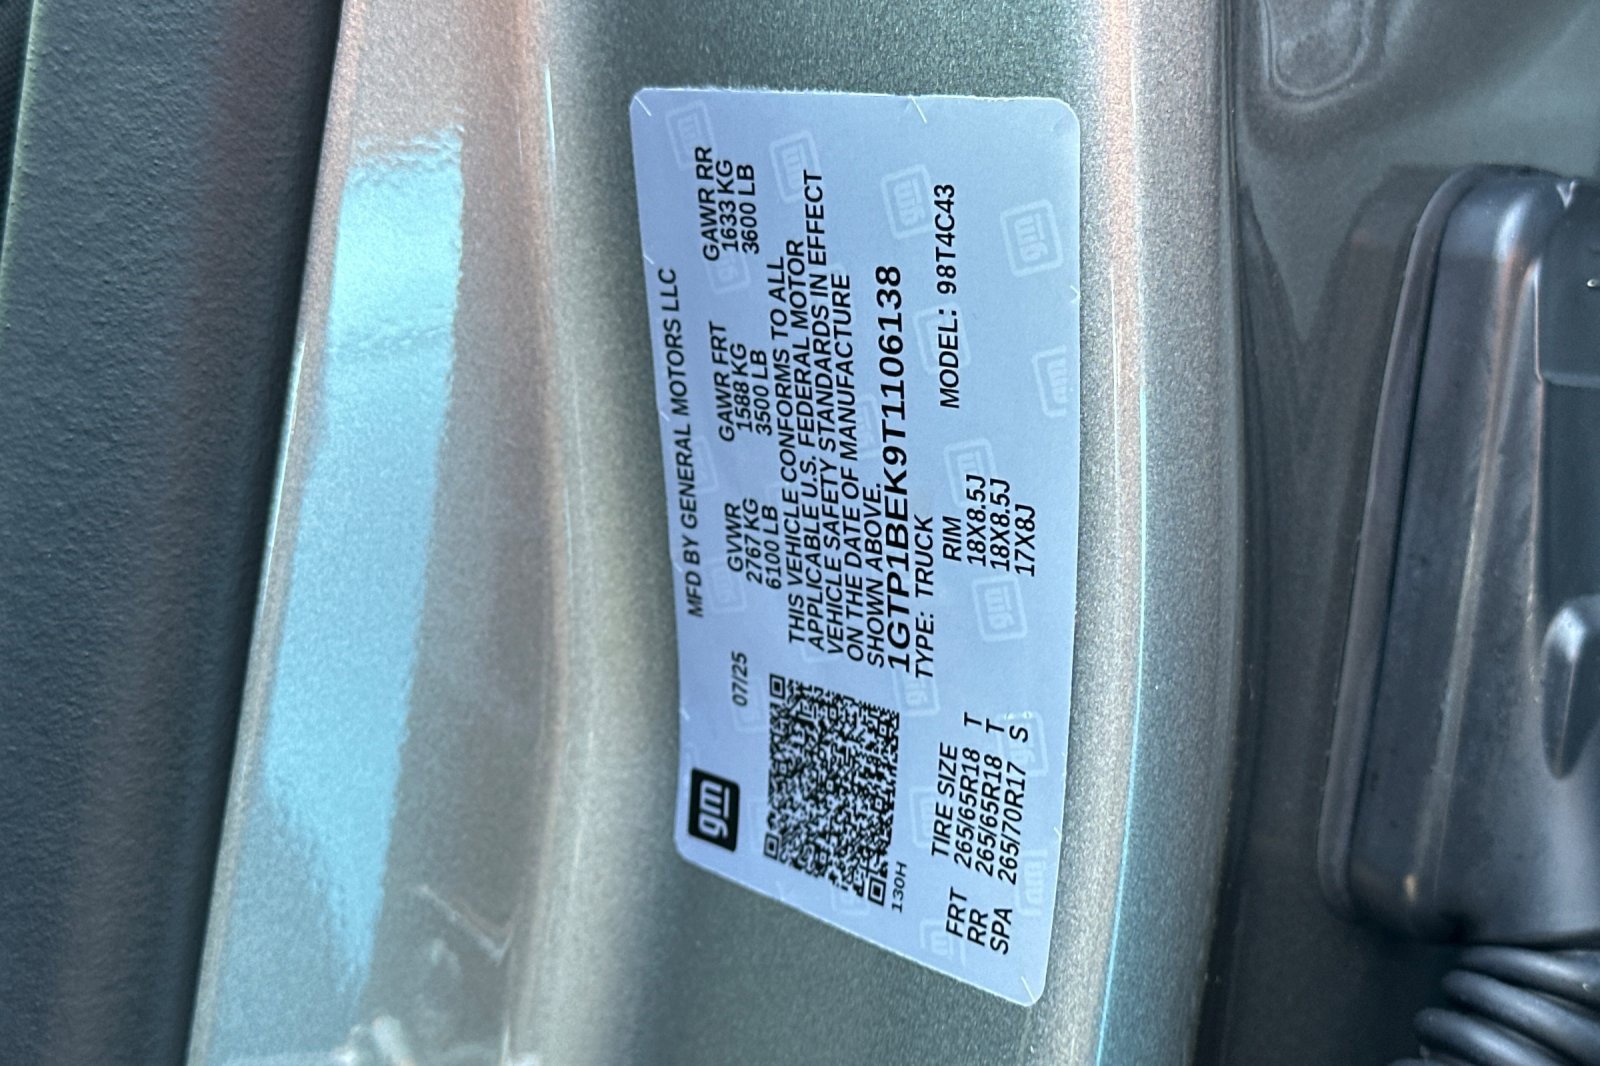 gm
MFD BY GENERAL MOTORS LLC
07/25
GVWR GAWR FRT GAWR RR
2767 KG 1588 KG 1633 KG
6100 LB 3500 LB 3600 LB
THIS VEHICLE CONFORMS TO ALL
APPLICABLE U.S. FEDERAL MOTOR
VEHICLE SAFETY STANDARDS IN EFFECT
ON THE DATE OF MANUFACTURE
SHOWN ABOVE.
1GTP1BEK9T1106138
130H
TYPE: TRUCK MODEL: 98T4C43
TIRE SIZE RIM
FRT 265/65R18 T 18X8.5J
RR 265/65R18 T 18X8.5J
SPA 265/70R17 S 17X8J